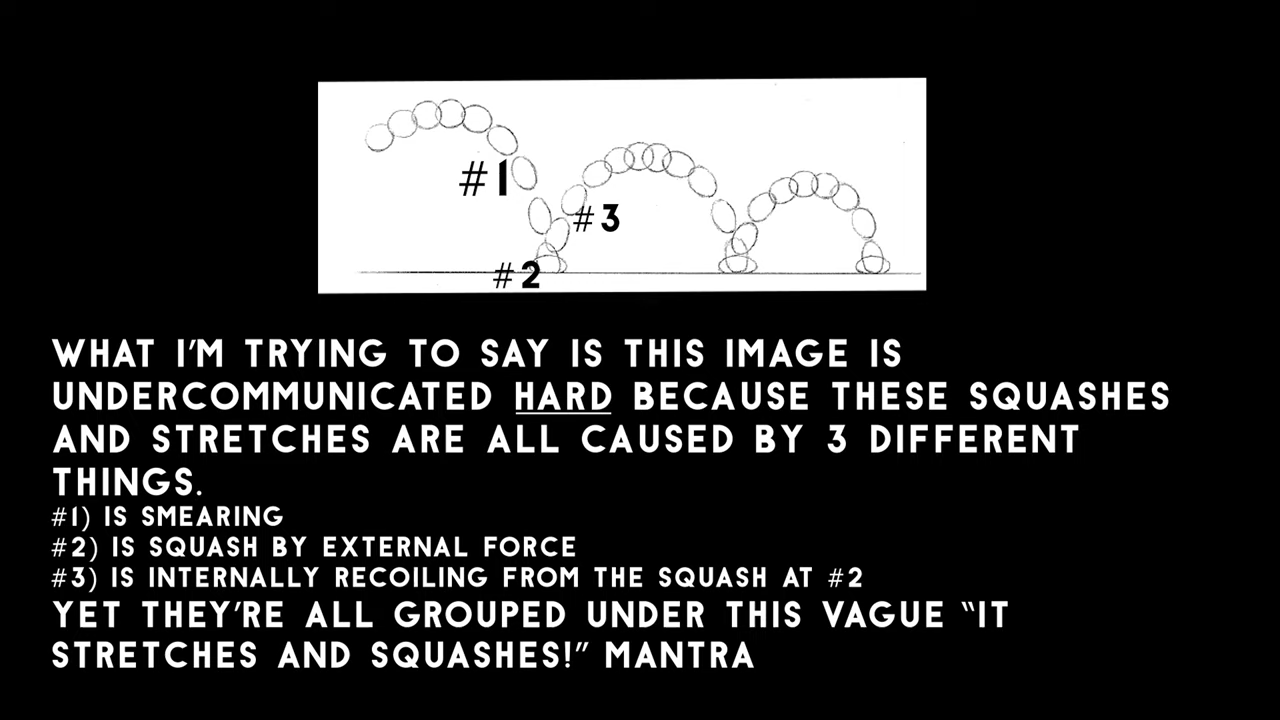 #1
#3
#2
WHAT I'M TRYING TO SAY IS THIS IMAGE IS
UNDERCOMMUNICATED HARD BECAUSE THESE SQUASHES
AND STRETCHES ARE ALL CAUSED BY 3 DIFFERENT
THINGS.
#1) IS SMEARING
#2) IS SQUASH BY EXTERNAL FORCE
#3) IS INTERNALLY RECOILING FROM THE SQUASH AT #2
YET THEY'RE ALL GROUPED UNDER THIS VAGUE “IT
STRETCHES AND SQUASHES!” MANTRA